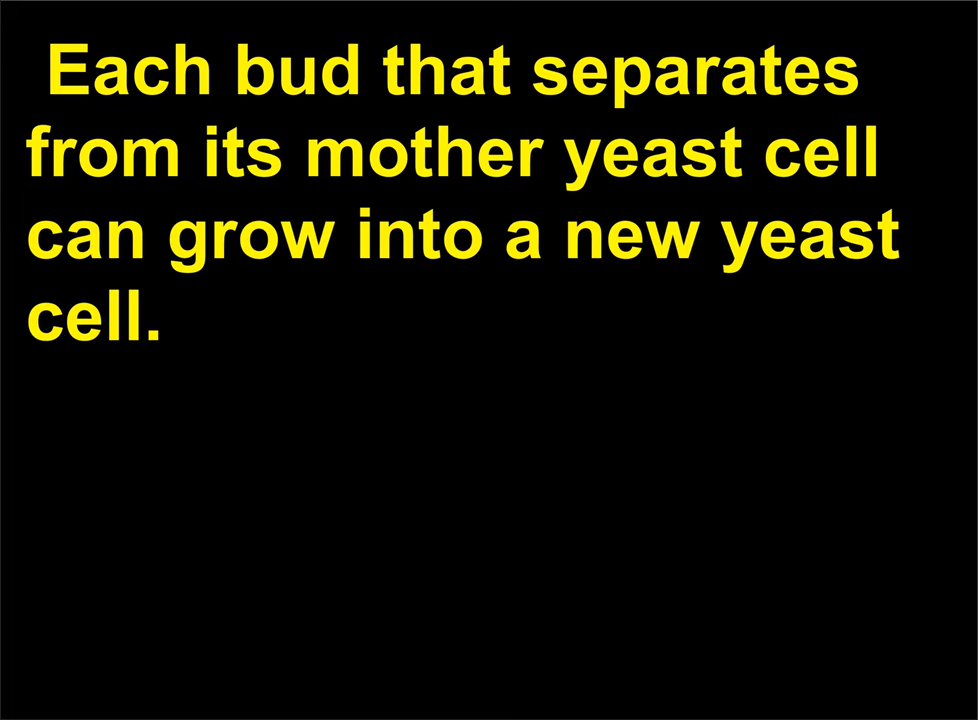 Each bud that separates
from its mother yeast cell
can grow into a new yeast
cell.